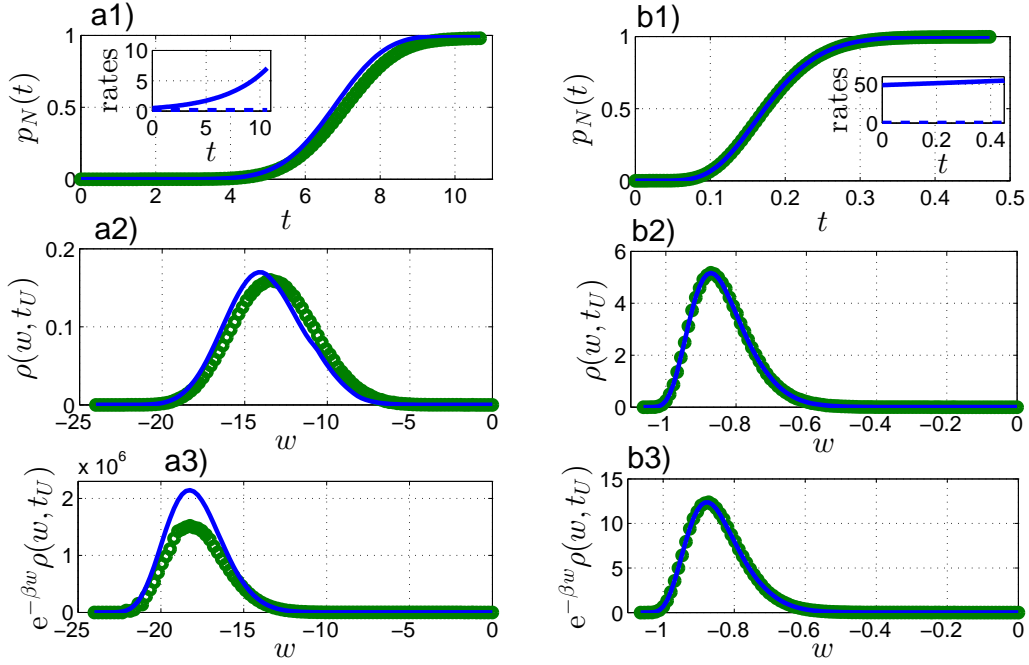 a1)
p_N(t)
1
0.5
0
rates
10
5
0
0 5 10
t
0 2 4 6 8 10
t
b1)
p_N(t)
1
0.5
0
rates
50
0
0 0.2 0.4
t
0 0.1 0.2 0.3 0.4 0.5
t
a2)
ρ(w, t_U)
0.2
0.1
0
−25 −20 −15 −10 −5 0
w
b2)
ρ(w, t_U)
6
4
2
0
−1 −0.8 −0.6 −0.4 −0.2 0
w
a3)
x 10^6
e^{−βw}ρ(w, t_U)
2
1
0
−25 −20 −15 −10 −5 0
w
b3)
e^{−βw}ρ(w, t_U)
15
10
5
0
−1 −0.8 −0.6 −0.4 −0.2 0
w